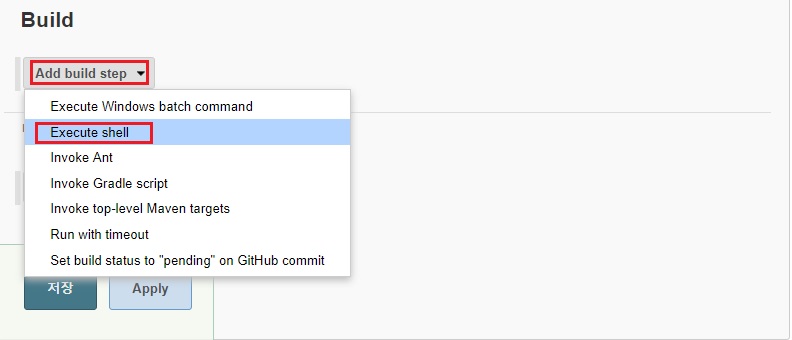 Build
Add build step
Execute Windows batch command
Execute shell
Invoke Ant
Invoke Gradle script
Invoke top-level Maven targets
Run with timeout
Set build status to "pending" on GitHub commit
저장
Apply